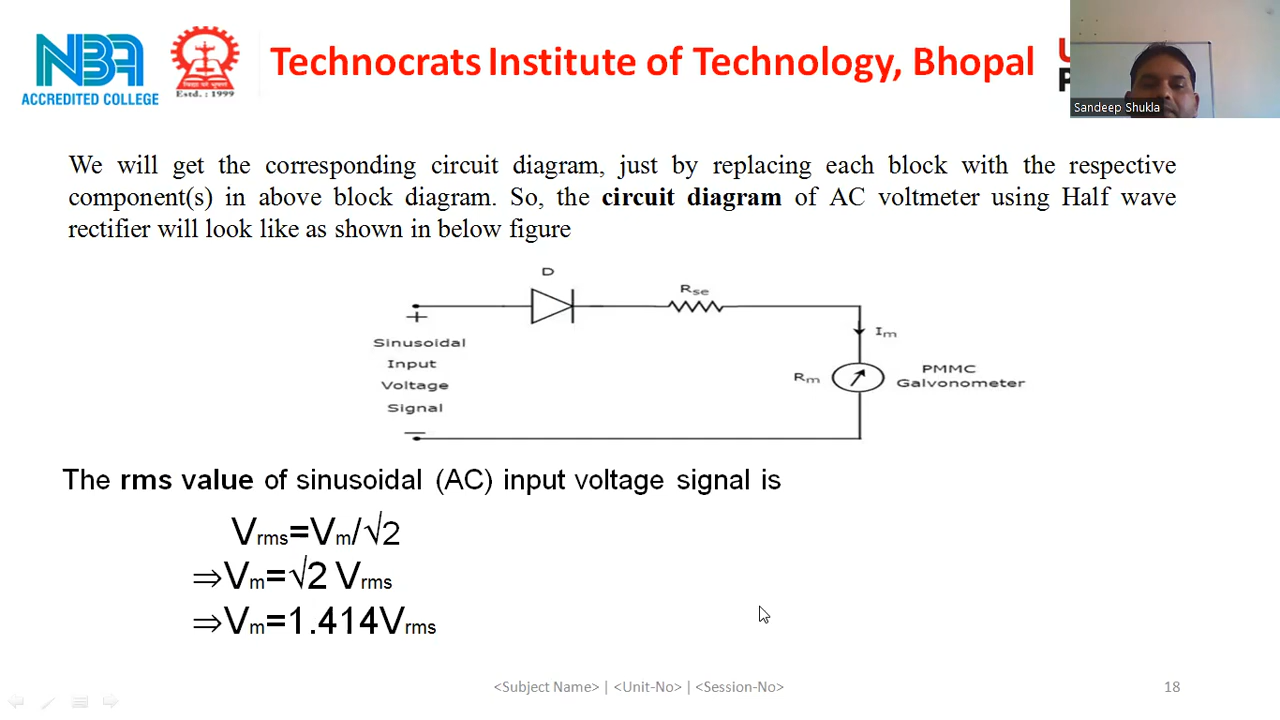 NBA
ACCREDITED COLLEGE
Estd. : 1999
Technocrats Institute of Technology, Bhopal
Sandeep Shukla
We will get the corresponding circuit diagram, just by replacing each block with the respective
component(s) in above block diagram. So, the circuit diagram of AC voltmeter using Half wave
rectifier will look like as shown in below figure
D
Rse
+
Im
Sinusoidal
Input
Voltage
Signal
Rm
PMMC
Galvonometer
−
The rms value of sinusoidal (AC) input voltage signal is
Vrms=Vm/√2
⇒Vm=√2 Vrms
⇒Vm=1.414Vrms
<Subject Name> | <Unit-No> | <Session-No>
18